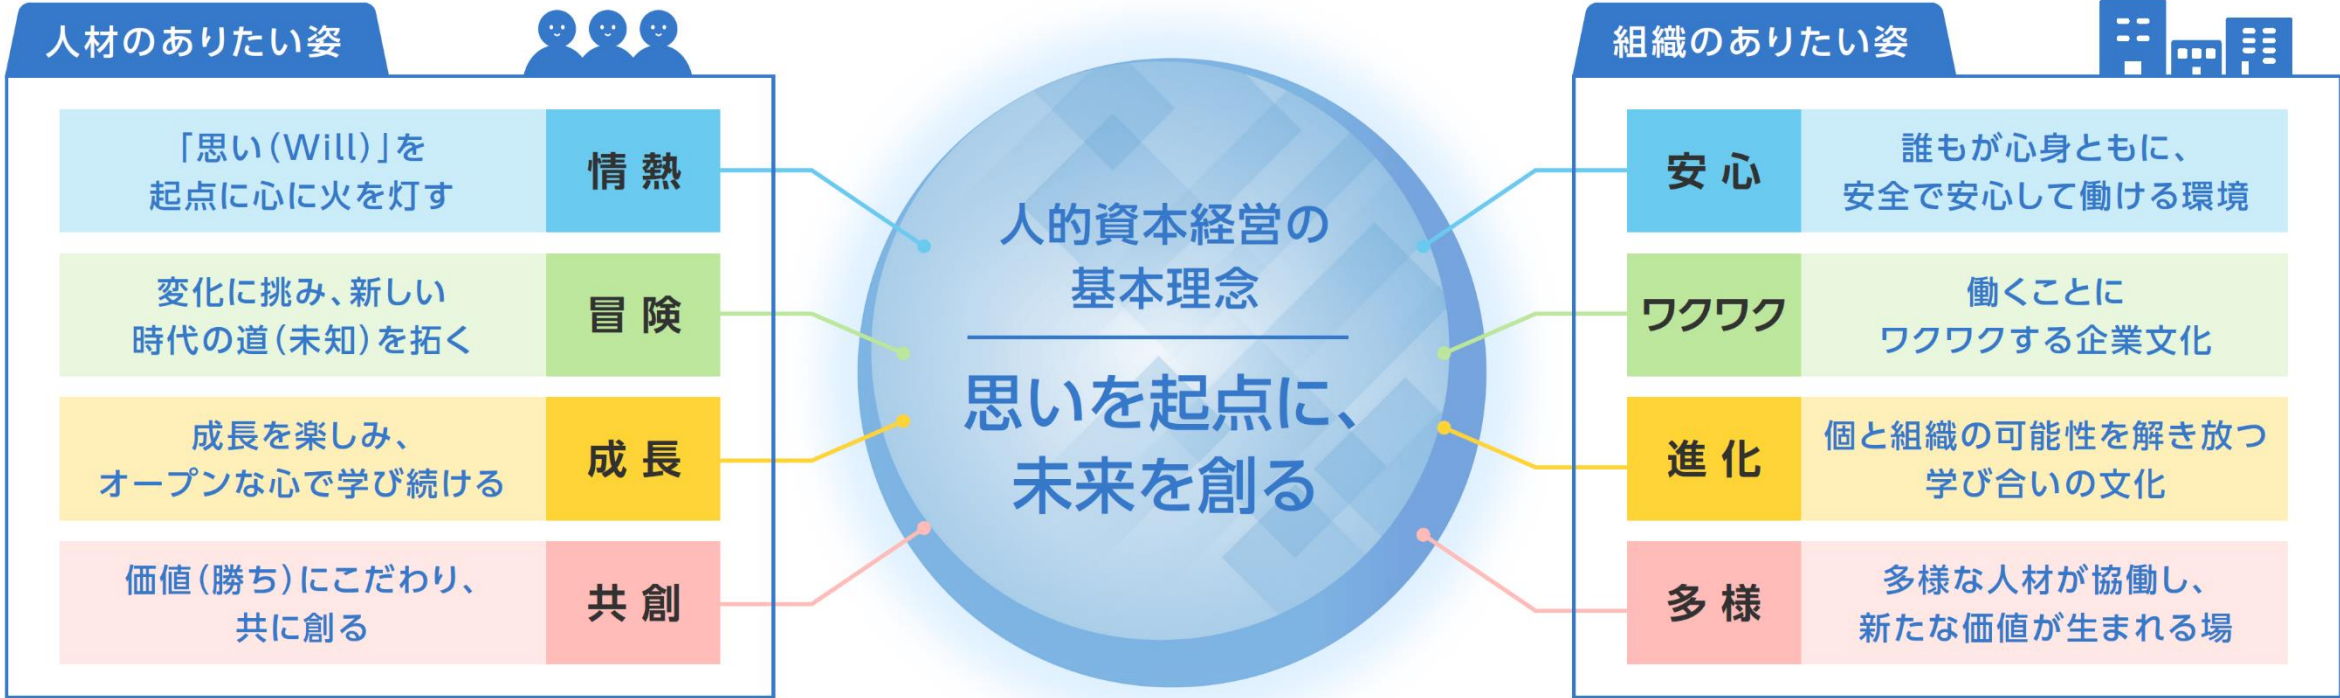 人材のありたい姿
「思い(Will)」を
起点に心に火を灯す
情熱
変化に挑み、新しい
時代の道(未知)を拓く
冒険
成長を楽しみ、
オープンな心で学び続ける
成長
価値(勝ち)にこだわり、
共に創る
共創
人的資本経営の
基本理念
思いを起点に、
未来を創る
組織のありたい姿
安心
誰もが心身ともに、
安全で安心して働ける環境
ワクワク
働くことに
ワクワクする企業文化
進化
個と組織の可能性を解き放つ
学び合いの文化
多様
多様な人材が協働し、
新たな価値が生まれる場